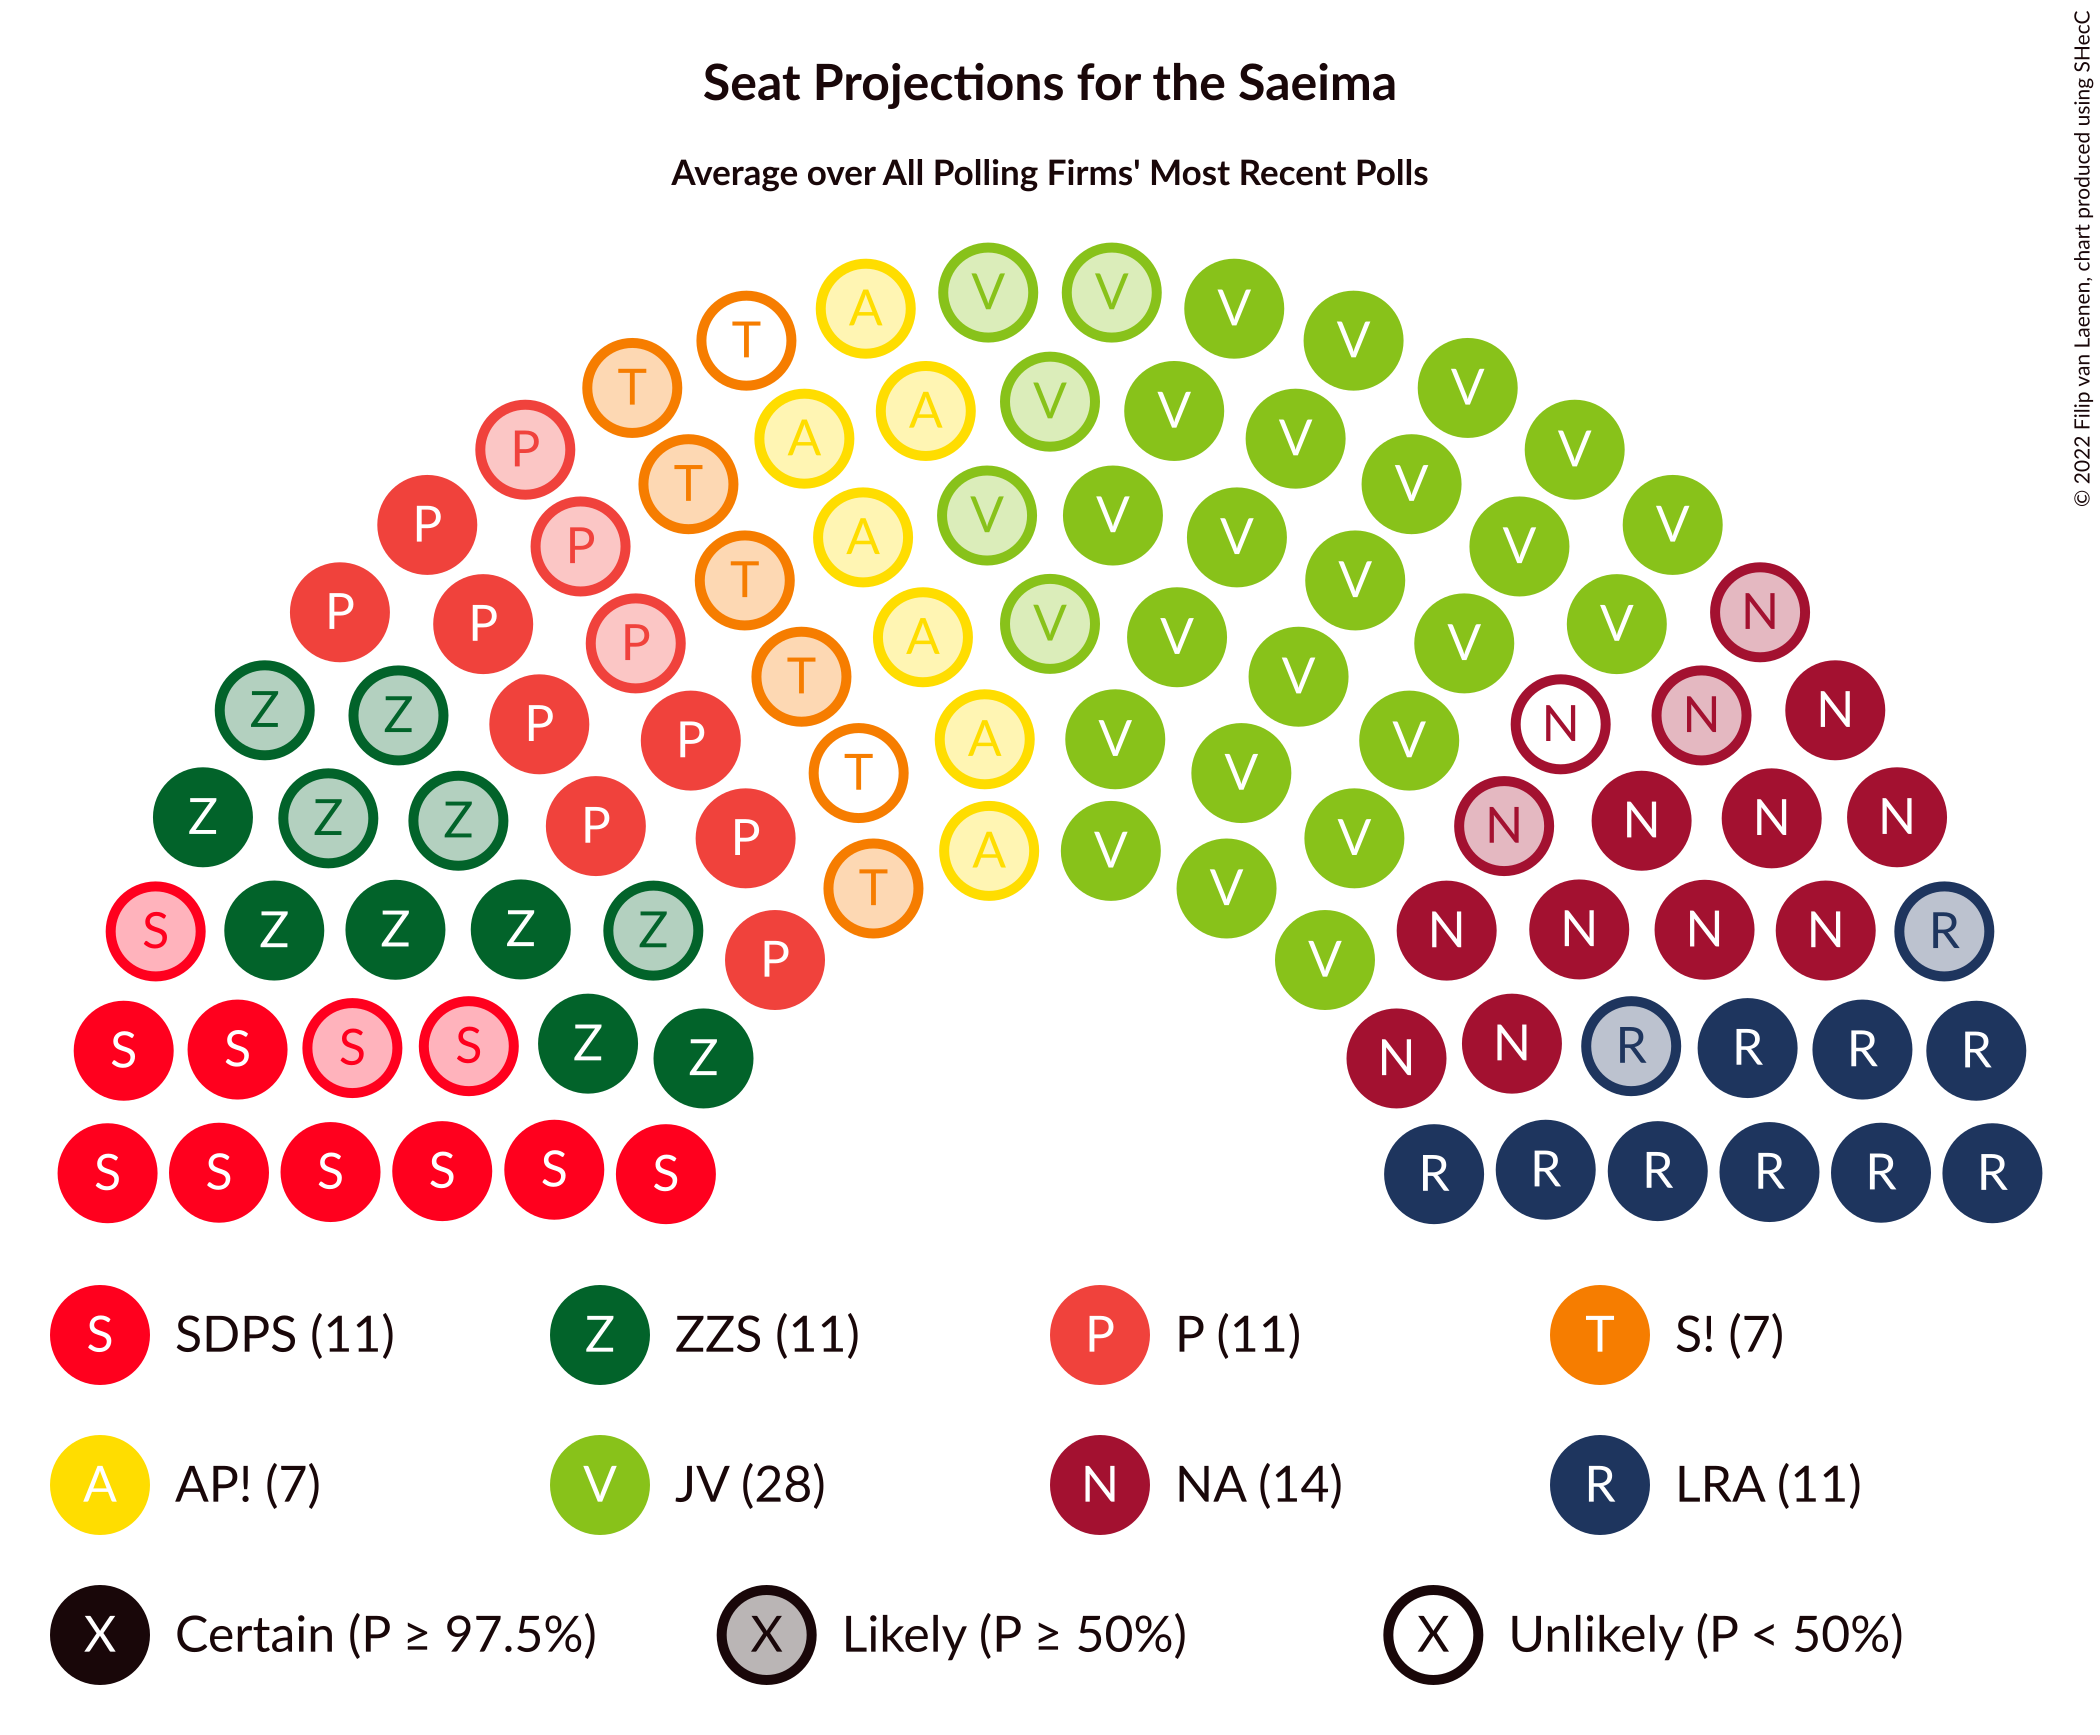 Seat Projections for the Saeima
Average over All Polling Firms' Most Recent Polls
© 2022 Filip van Laenen, chart produced using SHecC
V V
A V
T V
T A V
A V
P V V
T V
P V V
P A V
T V V
P V
P A V V
P T V
Z V N
Z P N N N
P A V V
P T V
Z Z Z P P V N N N N
T A V V
S Z Z Z Z P V N N N N R
S S S S Z Z N N R R R R
S S S S S S R R R R R R
S SDPS (11) Z ZZS (11) P P (11) T S! (7)
A AP! (7) V JV (28) N NA (14) R LRA (11)
X Certain (P ≥ 97.5%) X Likely (P ≥ 50%) X Unlikely (P < 50%)